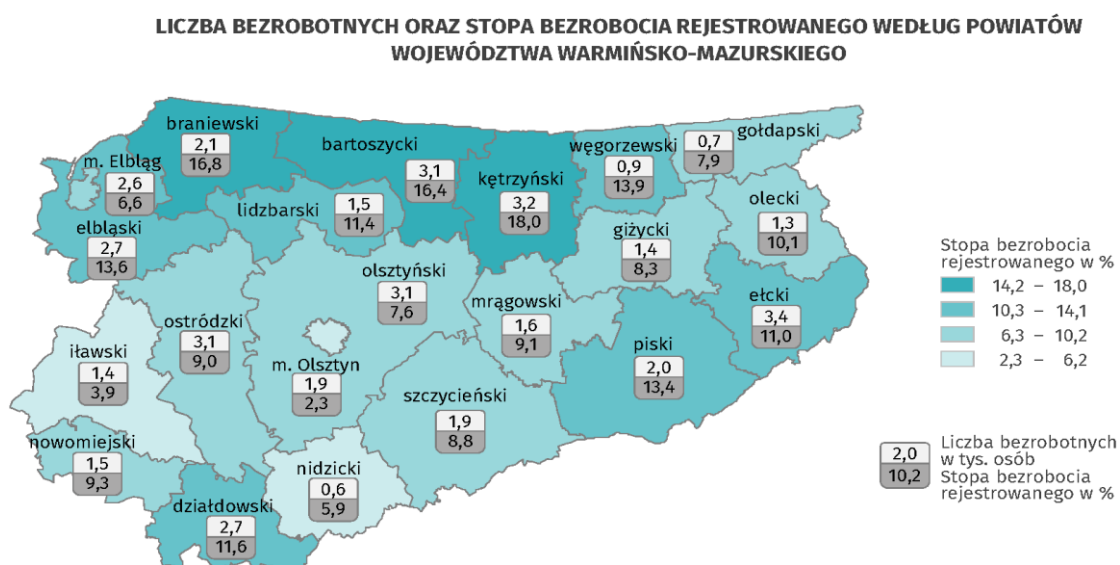 LICZBA BEZROBOTNYCH ORAZ STOPA BEZROBOCIA REJESTROWANEGO WEDŁUG POWIATÓW
WOJEWÓDZTWA WARMIŃSKO-MAZURSKIEGO
braniewski
2,1
16,8
bartoszycki
3,1
16,4
kętrzyński
3,2
18,0
węgorzewski
0,9
13,9
gołdapski
0,7
7,9
m. Elbląg
2,6
6,6
elbląski
2,7
13,6
lidzbarski
1,5
11,4
olecki
1,3
10,1
giżycki
1,4
8,3
olsztyński
3,1
7,6
mrągowski
1,6
9,1
ełcki
3,4
11,0
ostródzki
3,1
9,0
iławski
1,4
3,9
m. Olsztyn
1,9
2,3
piski
2,0
13,4
szczycieński
1,9
8,8
nowomiejski
1,5
9,3
nidzicki
0,6
5,9
działdowski
2,7
11,6
Stopa bezrobocia
rejestrowanego w %
14,2 – 18,0
10,3 – 14,1
6,3 – 10,2
2,3 – 6,2
2,0
10,2
Liczba bezrobotnych
w tys. osób
Stopa bezrobocia
rejestrowanego w %